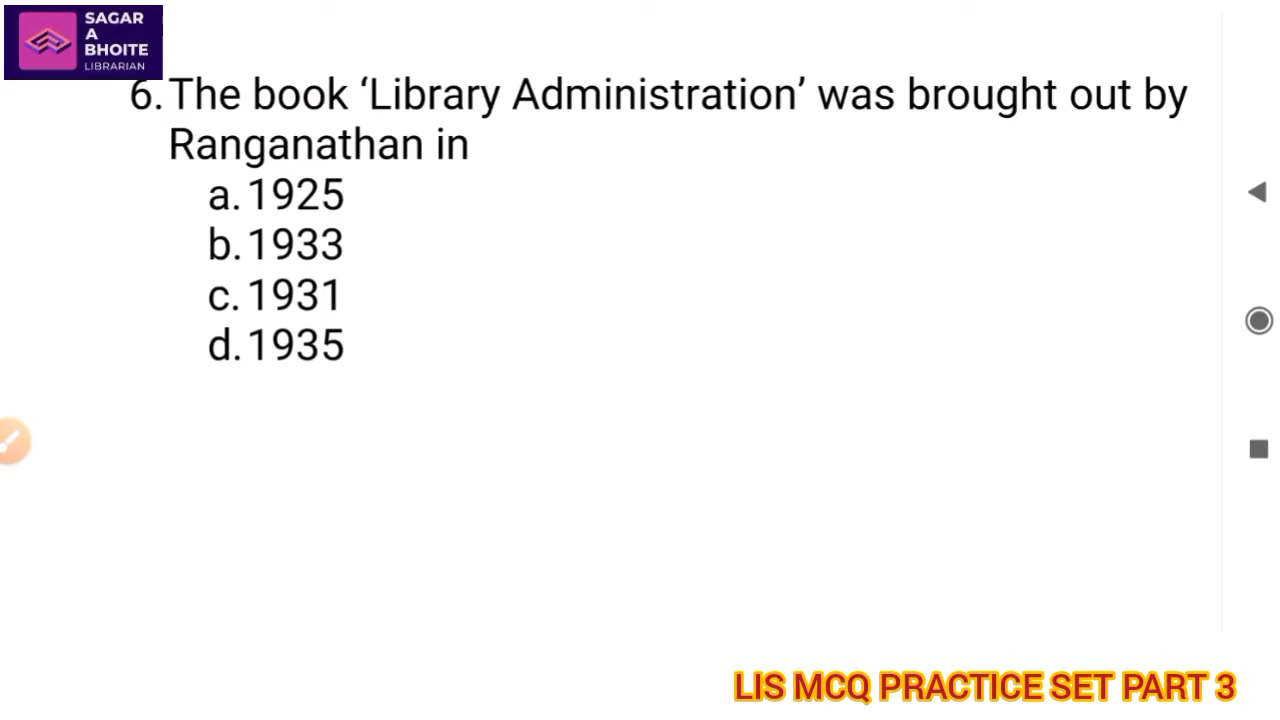 SAGAR
A
BHOITE
LIBRARIAN
6. The book ‘Library Administration’ was brought out by
Ranganathan in
a. 1925
b. 1933
c. 1931
d. 1935
LIS MCQ PRACTICE SET PART 3